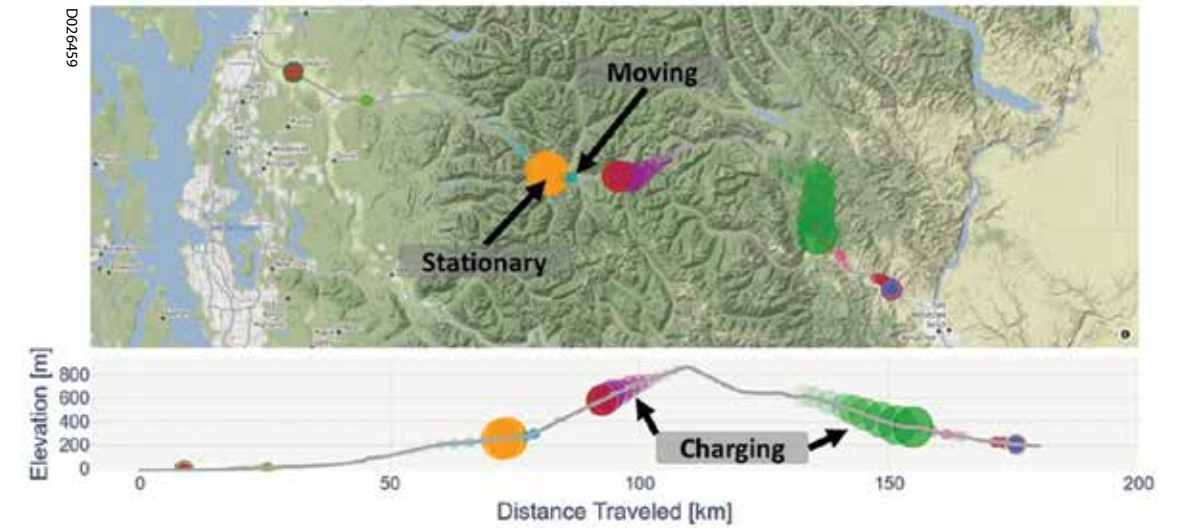 D026459
Moving
Stationary
Elevation [m]
800
600
400
200
0
Charging
0
50
100
150
200
Distance Traveled [km]